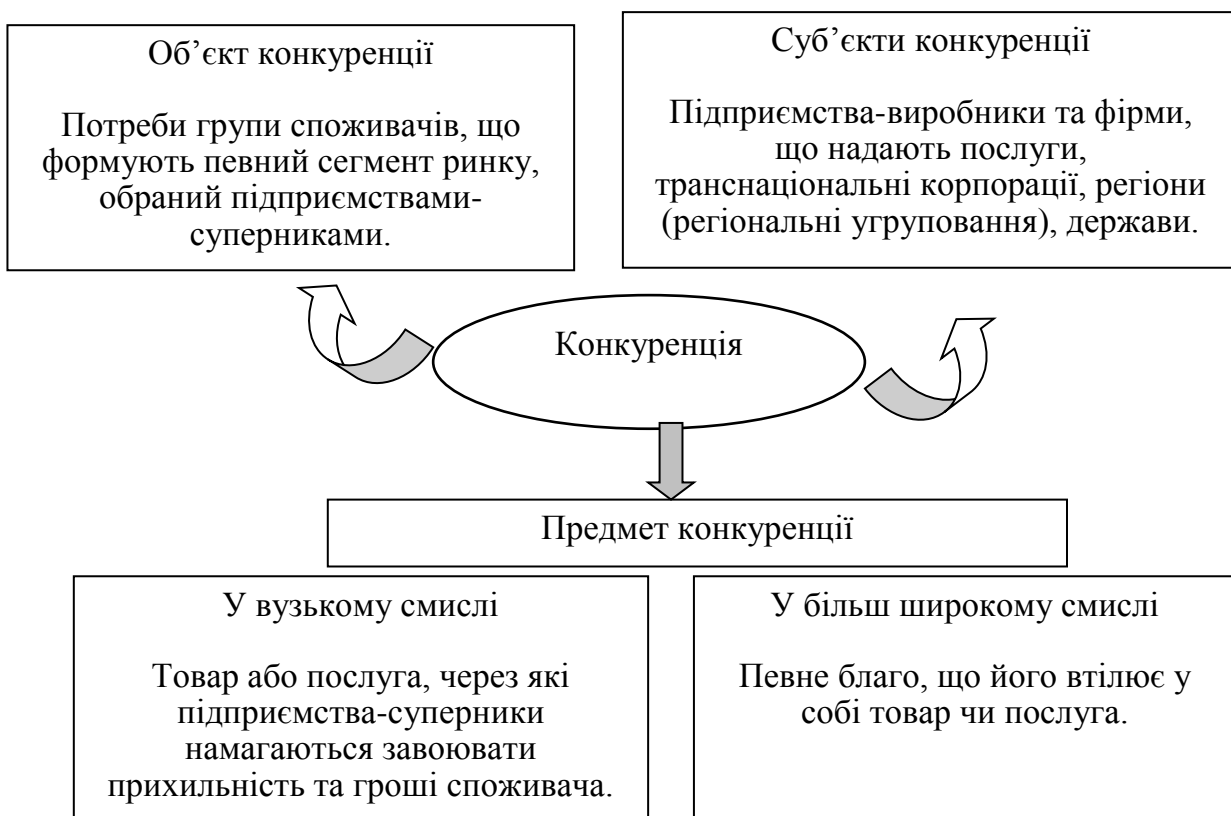 Об’єкт конкуренції
Потреби групи споживачів, що
формують певний сегмент ринку,
обраний підприємствами-
суперниками.
Суб’єкти конкуренції
Підприємства-виробники та фірми,
що надають послуги,
транснаціональні корпорації, регіони
(регіональні угруповання), держави.
Конкуренція
Предмет конкуренції
У вузькому смислі
Товар або послуга, через які
підприємства-суперники
намагаються завоювати
прихильність та гроші споживача.
У більш широкому смислі
Певне благо, що його втілює у
собі товар чи послуга.